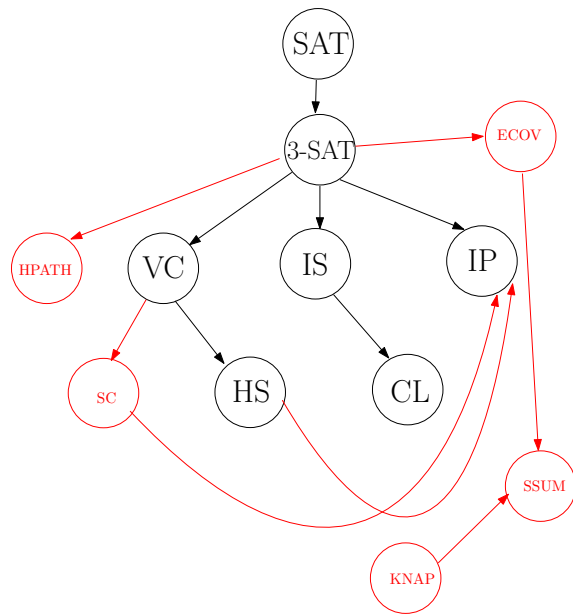 SAT
3-SAT
ECOV
HPATH
VC
IS
IP
SC
HS
CL
SSUM
KNAP